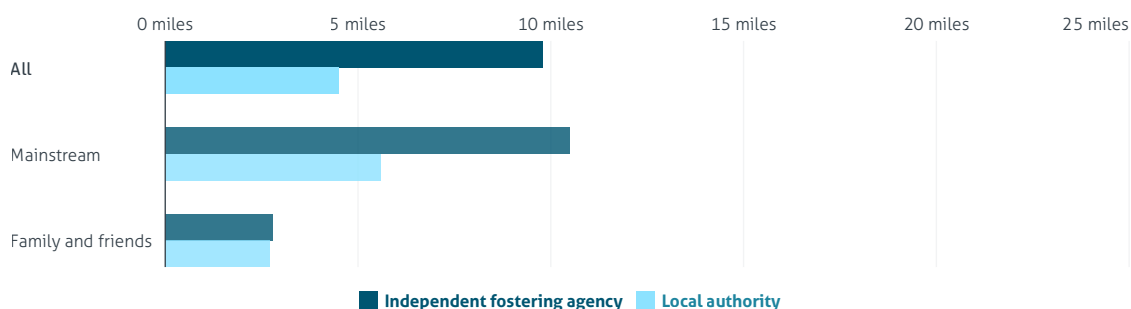 0 miles 5 miles 10 miles 15 miles 20 miles 25 miles
All
Mainstream
Family and friends
Independent fostering agency Local authority